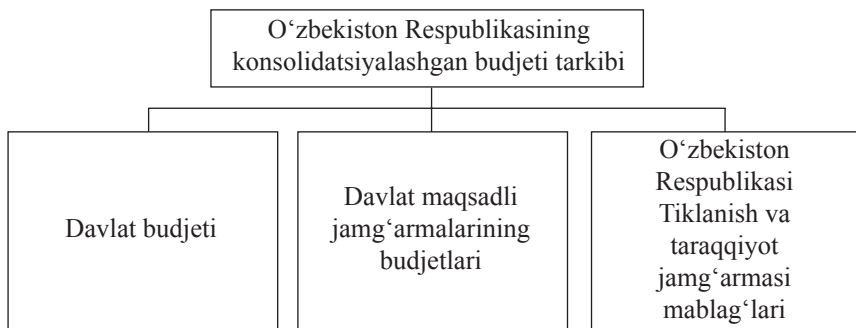 O‘zbekiston Respublikasining
konsolidatsiyalashgan budjeti tarkibi
Davlat budjeti
Davlat maqsadli
jamg‘armalarining
budjetlari
O‘zbekiston
Respublikasi
Tiklanish va
taraqqiyot
jamg‘armasi
mablag‘lari